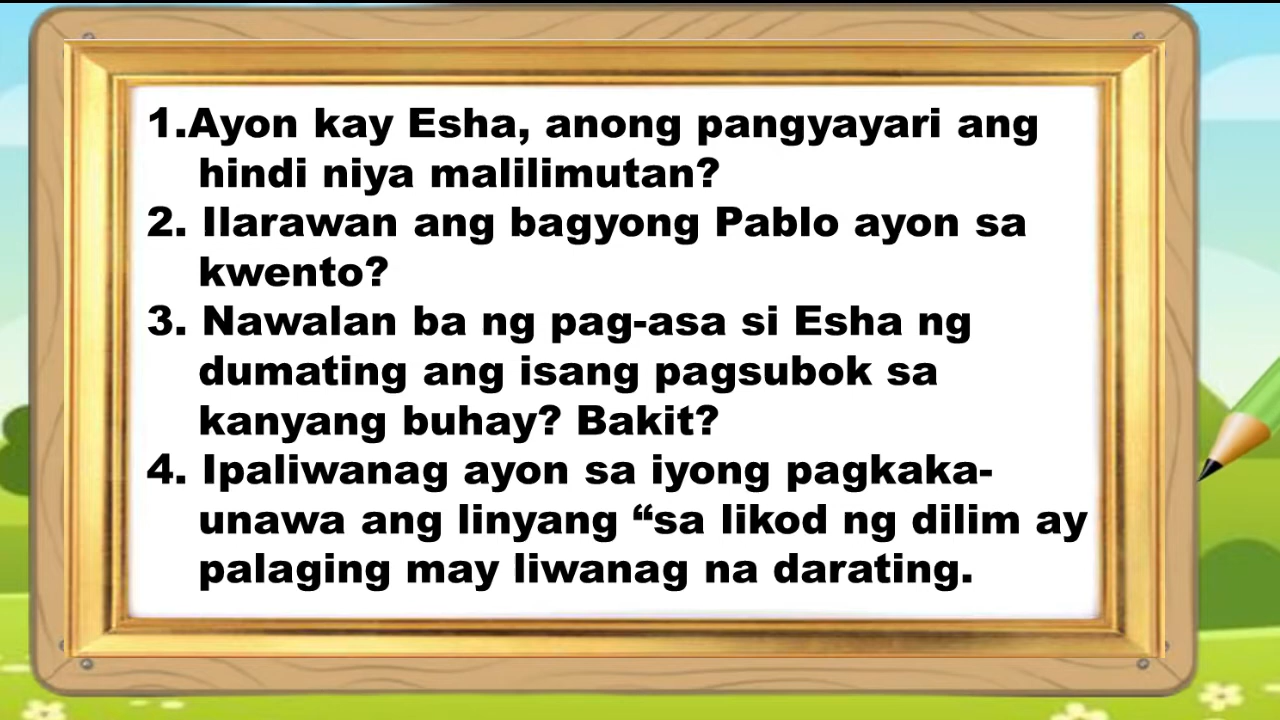 1.Ayon kay Esha, anong pangyayari ang
hindi niya malilimutan?
2. Ilarawan ang bagyong Pablo ayon sa
kwento?
3. Nawalan ba ng pag-asa si Esha ng
dumating ang isang pagsubok sa
kanyang buhay? Bakit?
4. Ipaliwanag ayon sa iyong pagkaka-
unawa ang linyang “sa likod ng dilim ay
palaging may liwanag na darating.